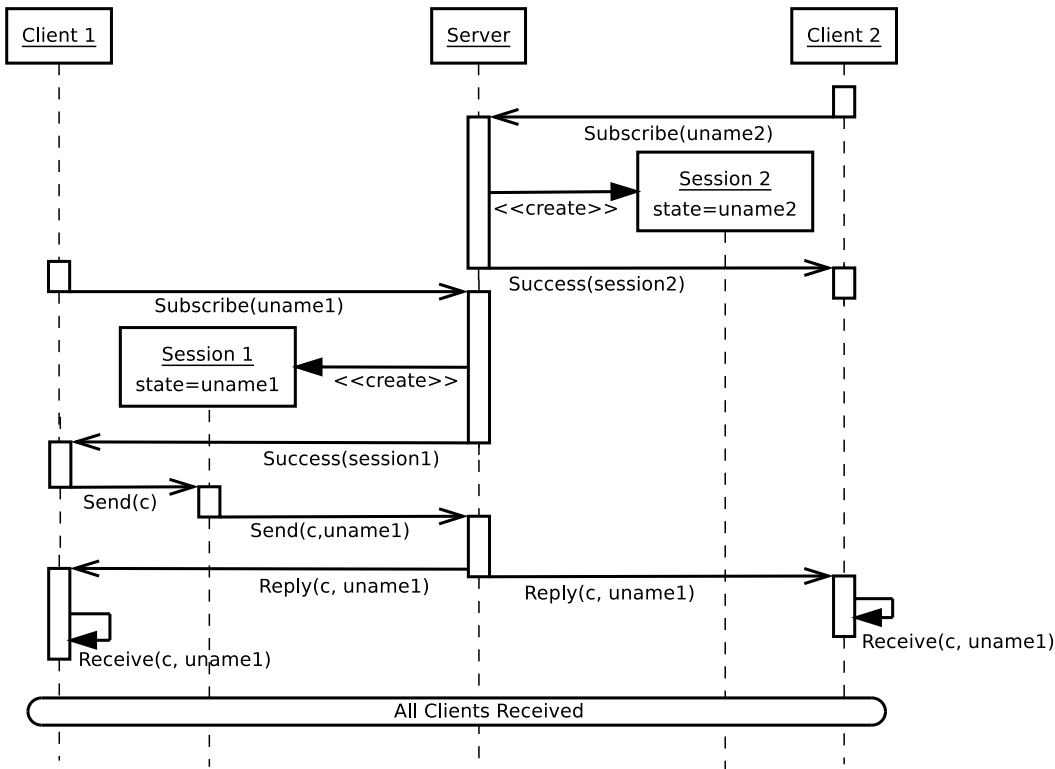 Client 1
Server
Client 2
Subscribe(uname2)
Session 2
state=uname2
<<create>>
Success(session2)
Subscribe(uname1)
Session 1
state=uname1
<<create>>
Success(session1)
Send(c)
Send(c,uname1)
Reply(c, uname1)
Reply(c, uname1)
Receive(c, uname1)
Receive(c, uname1)
All Clients Received